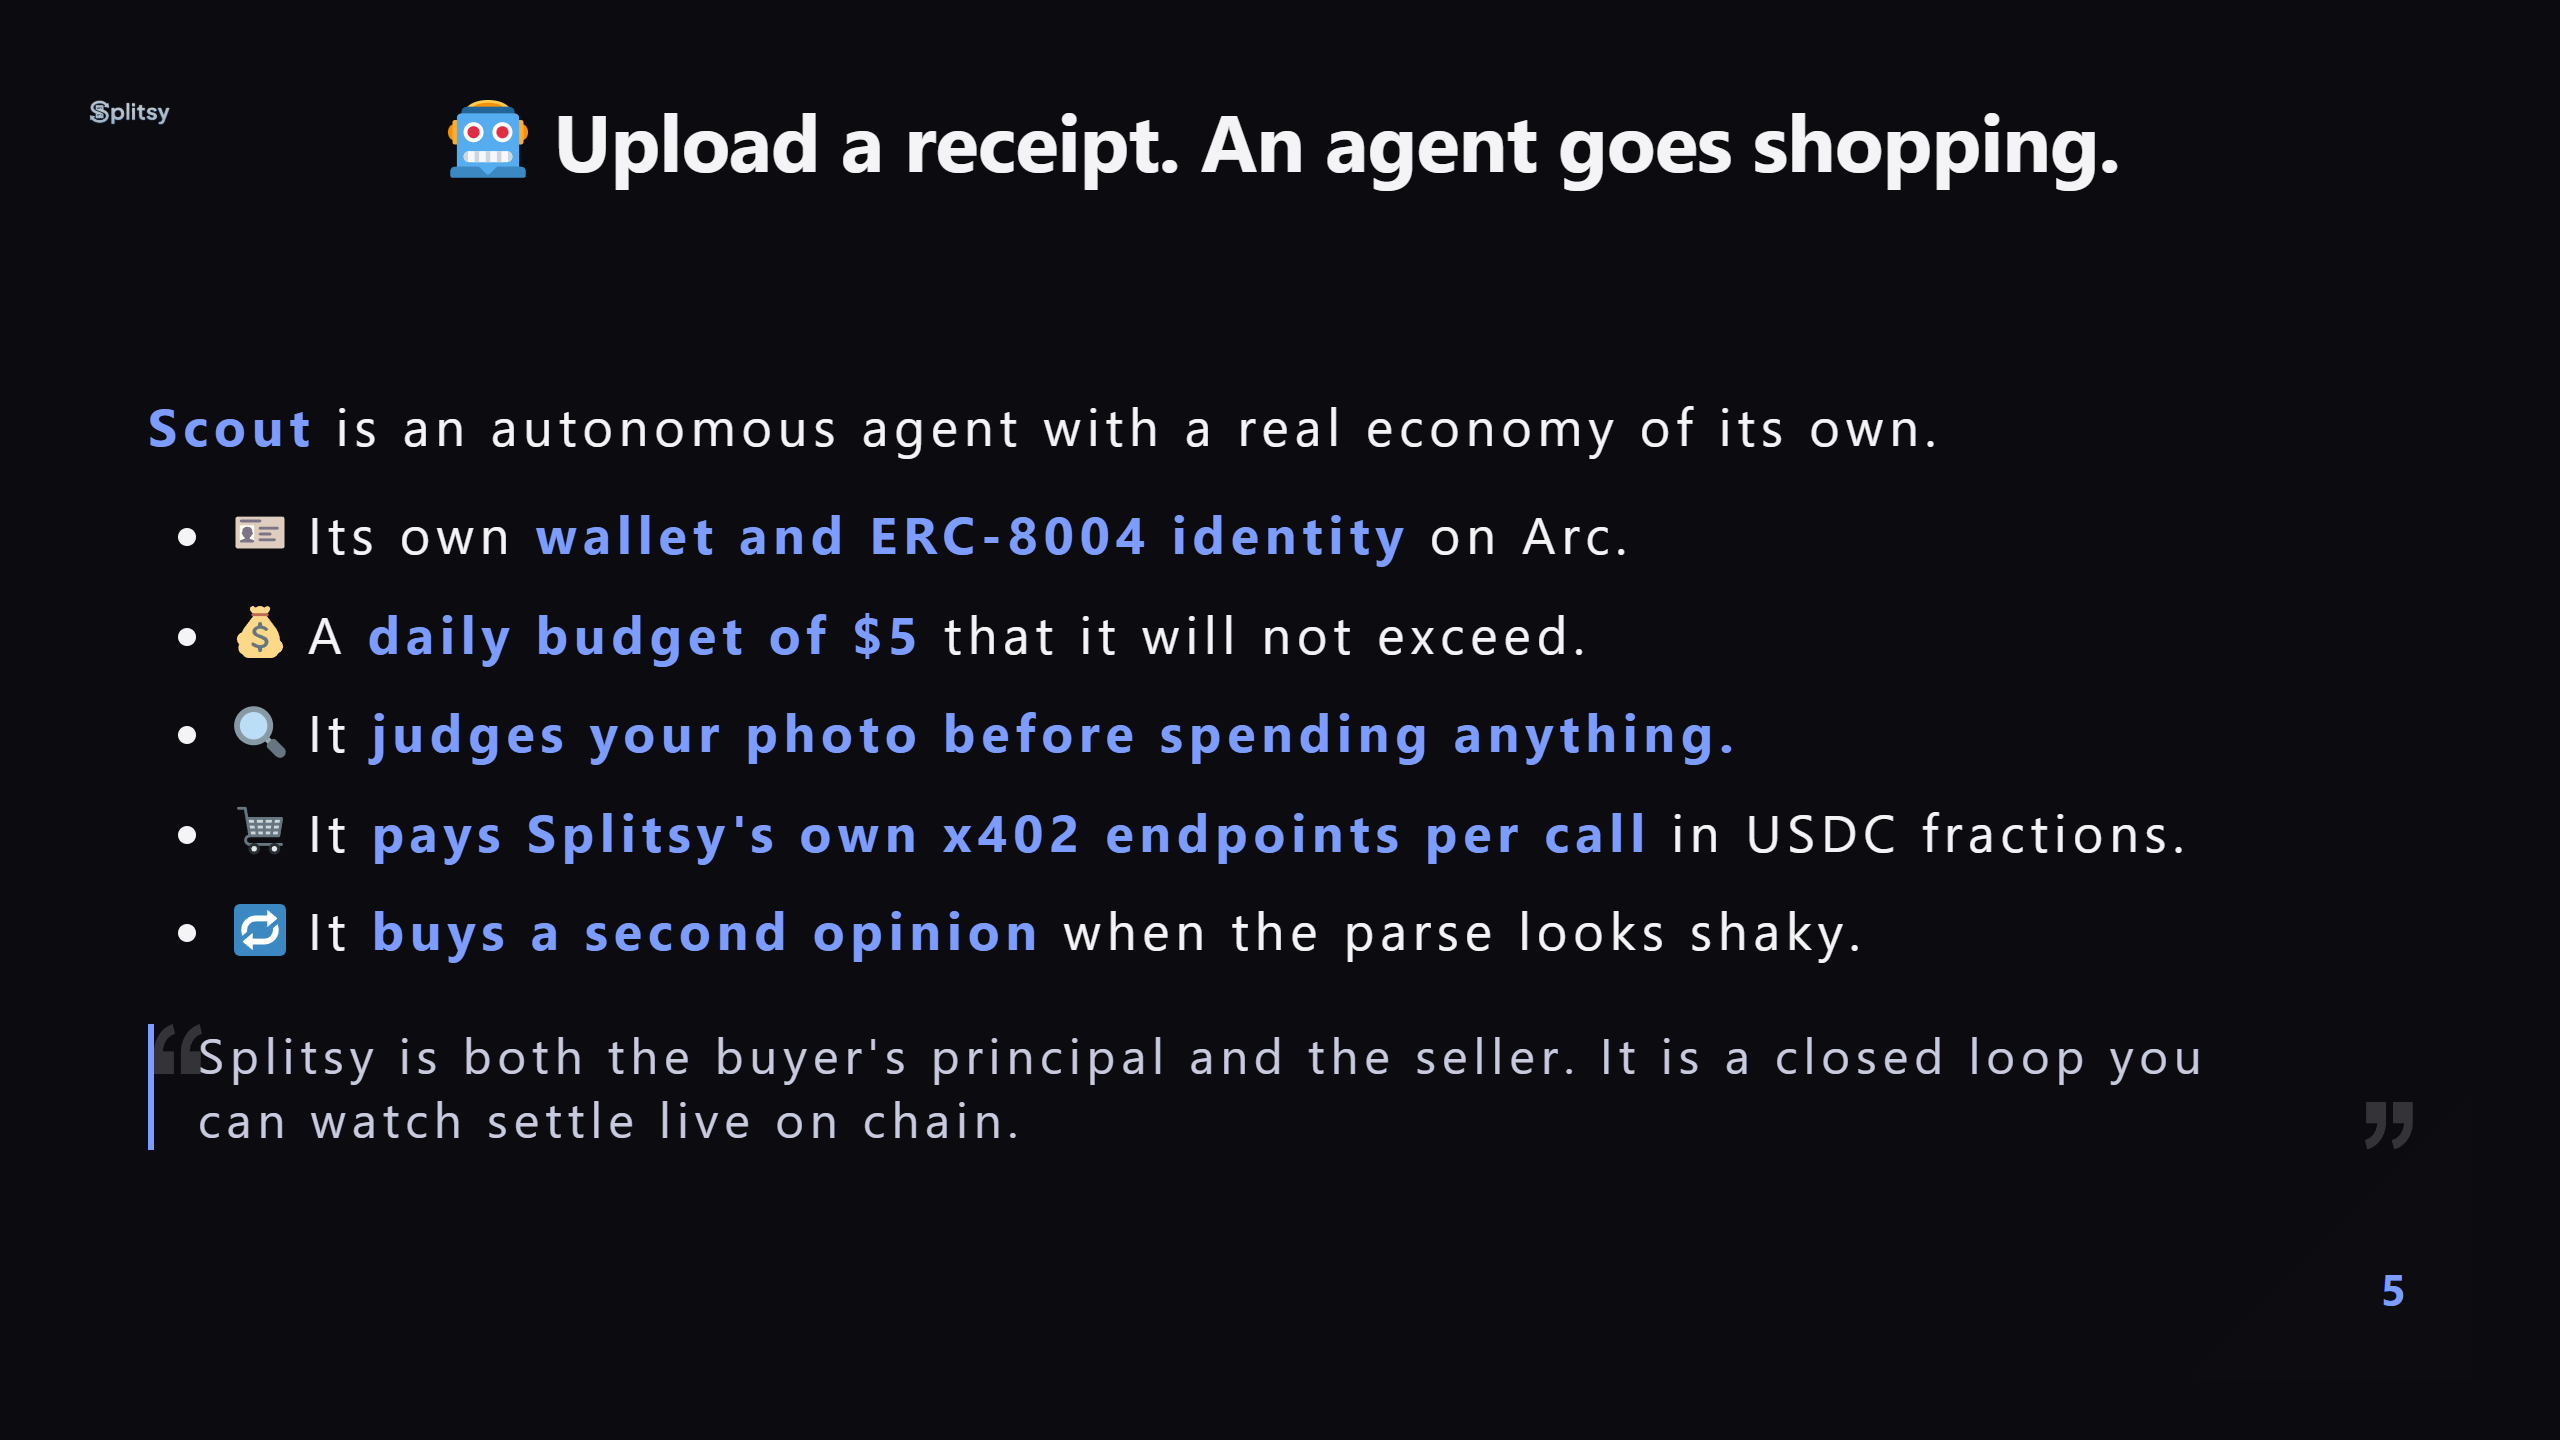 Splitsy
🤖 Upload a receipt. An agent goes shopping.
Scout is an autonomous agent with a real economy of its own.
• 🪪 Its own wallet and ERC-8004 identity on Arc.
• 💰 A daily budget of $5 that it will not exceed.
• 🔍 It judges your photo before spending anything.
• 🛒 It pays Splitsy's own x402 endpoints per call in USDC fractions.
• 🔁 It buys a second opinion when the parse looks shaky.
“Splitsy is both the buyer's principal and the seller. It is a closed loop you
can watch settle live on chain.”
5